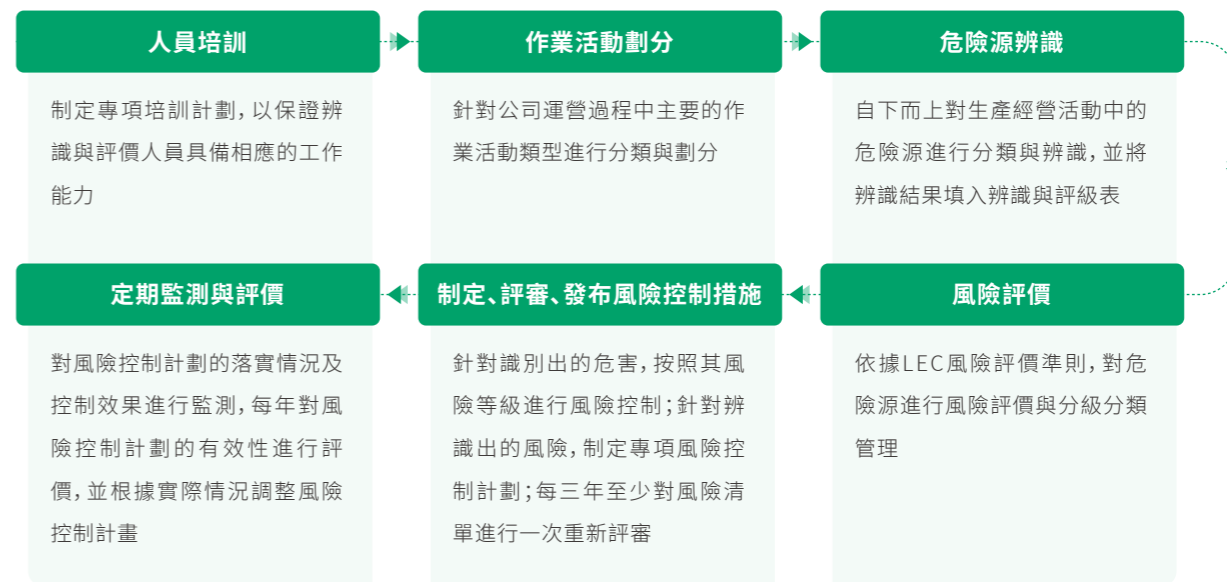 人員培訓
制定專項培訓計劃，以保證辨
識與評價人員具備相應的工作
能力
作業活動劃分
針對公司運營過程中主要的作
業活動類型進行分類與劃分
危險源辨識
自下而上對生產經營活動中的
危險源進行分類與辨識，並將
辨識結果填入辨識與評級表
風險評價
依據LEC風險評價準則，對危
險源進行風險評價與分級分類
管理
制定、評審、發布風險控制措施
針對識別出的危害，按照其風
險等級進行風險控制；針對辨
識出的風險，制定專項風險控
制計劃；每三年至少對風險清
單進行一次重新評審
定期監測與評價
對風險控制計劃的落實情況及
控制效果進行監測，每年對風
險控制計劃的有效性進行評
價，並根據實際情況調整風險
控制計畫